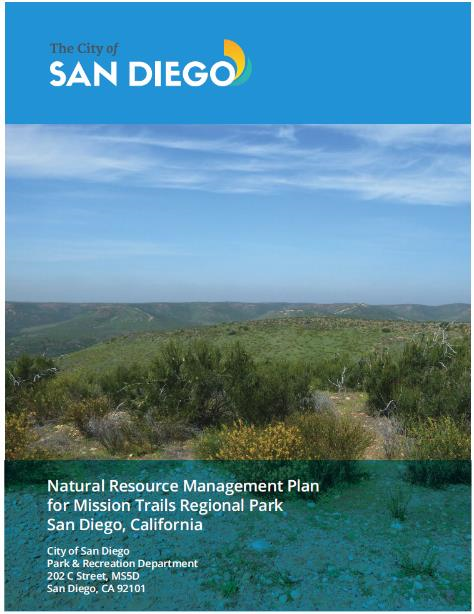 The City of
SAN DIEGO
Natural Resource Management Plan
for Mission Trails Regional Park
San Diego, California
City of San Diego
Park & Recreation Department
202 C Street, MS5D
San Diego, CA 92101